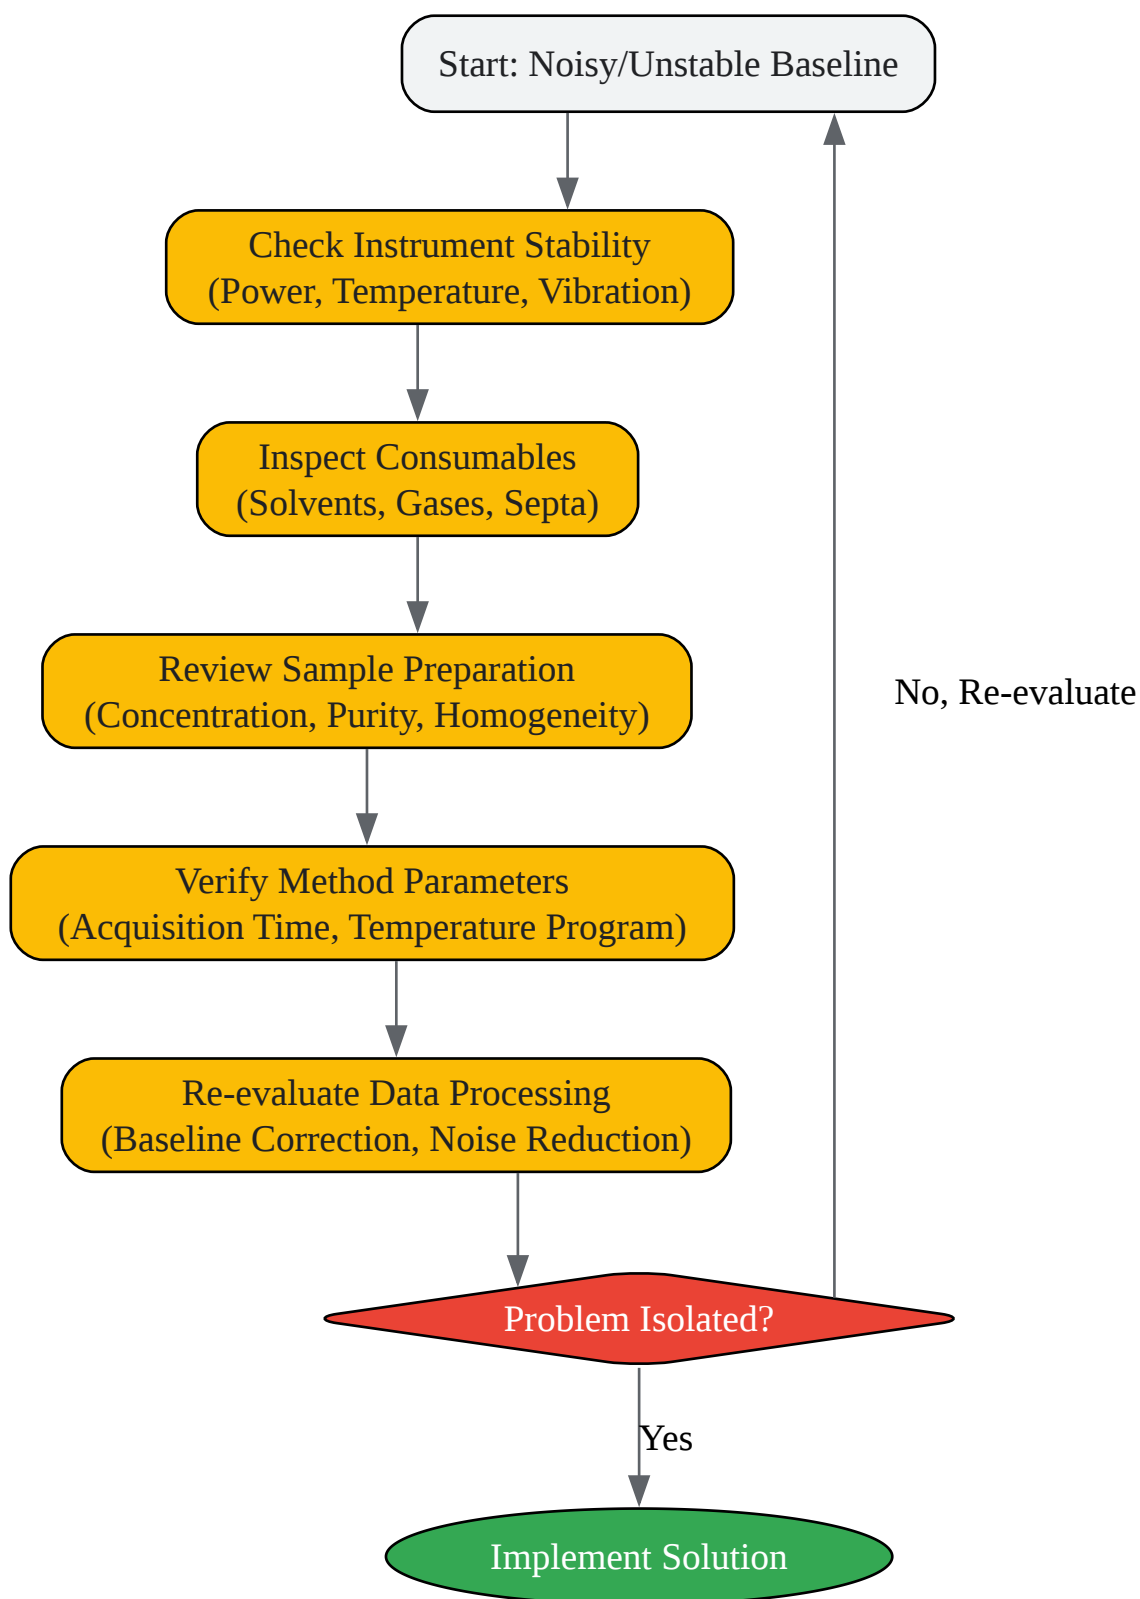 Start: Noisy/Unstable Baseline
Check Instrument Stability
(Power, Temperature, Vibration)
Inspect Consumables
(Solvents, Gases, Septa)
Review Sample Preparation
(Concentration, Purity, Homogeneity)
No, Re-evaluate
Verify Method Parameters
(Acquisition Time, Temperature Program)
Re-evaluate Data Processing
(Baseline Correction, Noise Reduction)
Problem Isolated?
Yes
Implement Solution